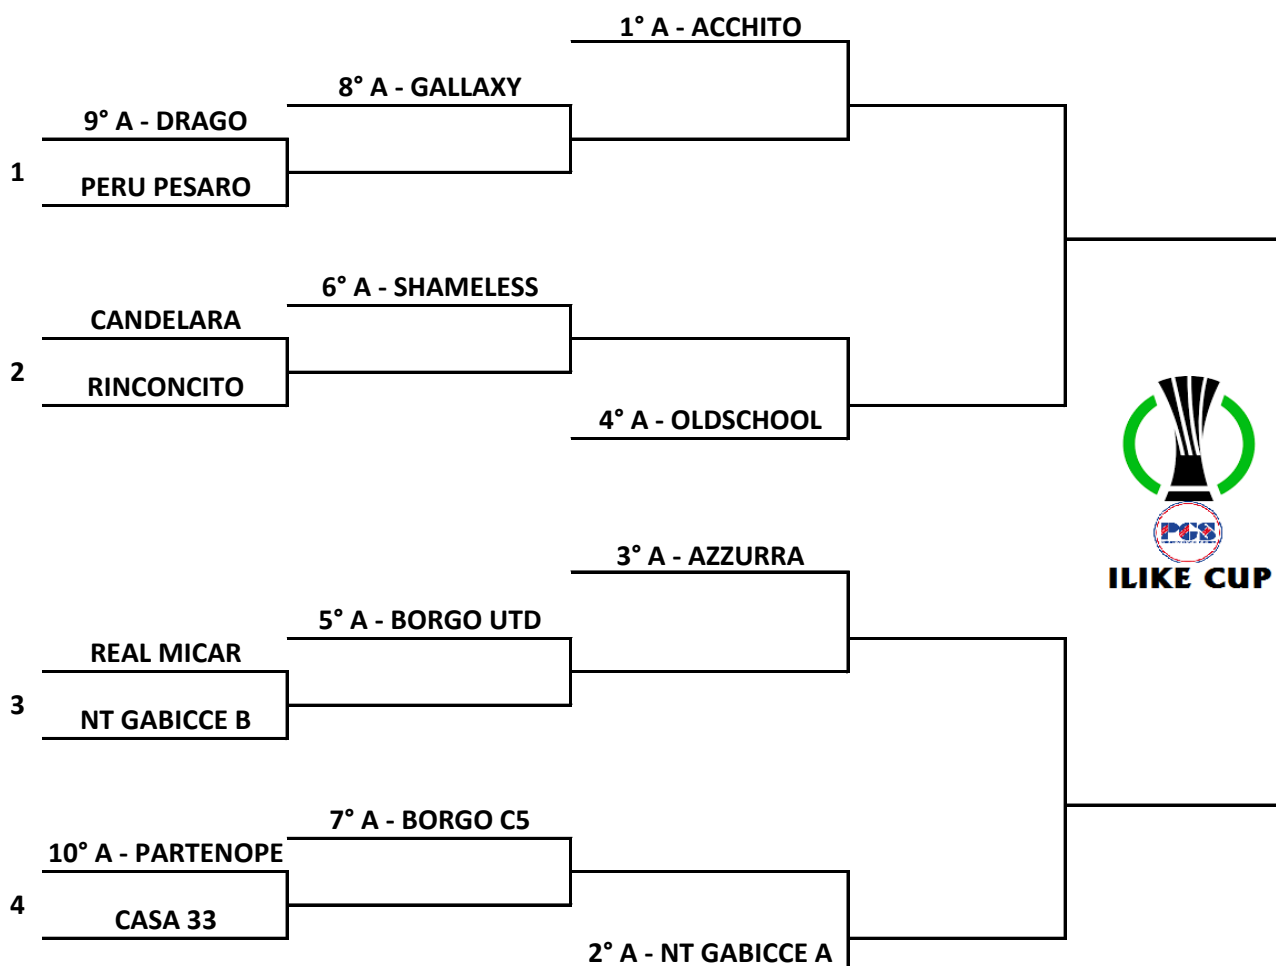 1° A - ACCHITO
8° A - GALLAXY
9° A - DRAGO
1
PERU PESARO
6° A - SHAMELESS
CANDELARA
2
RINCONCITO
4° A - OLDSCHOOL
PGS
ILIKE CUP
3° A - AZZURRA
5° A - BORGO UTD
REAL MICAR
3
NT GABICCE B
7° A - BORGO C5
10° A - PARTENOPE
4
CASA 33
2° A - NT GABICCE A